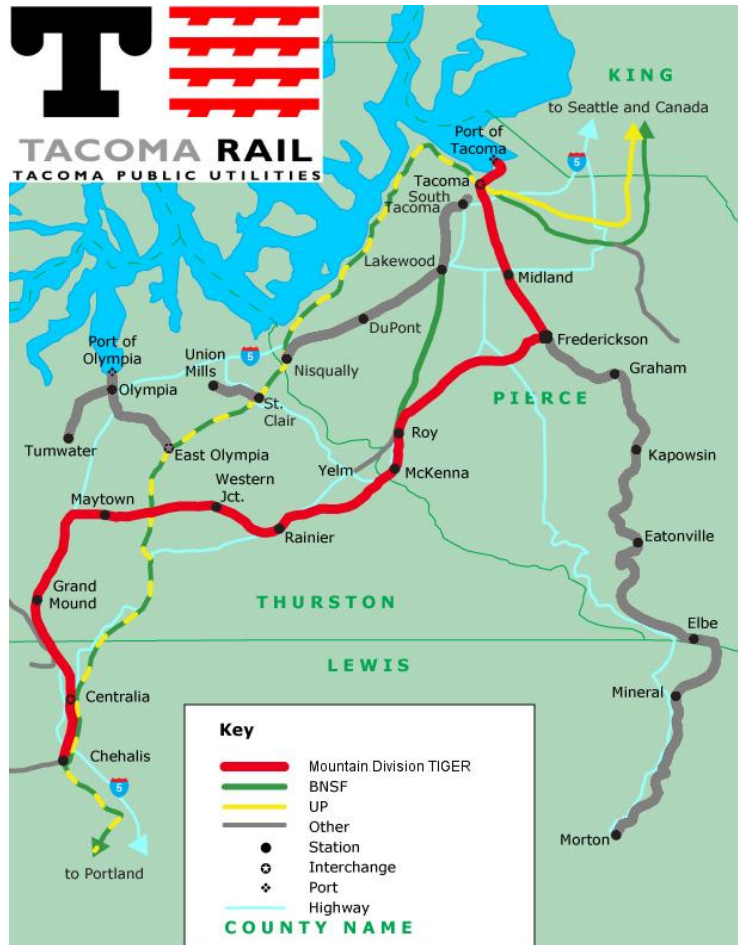 T
TACOMA RAIL
TACOMA PUBLIC UTILITIES
KING
to Seattle and Canada
Port of
Tacoma
5
Tacoma
South
Tacoma
Lakewood
Midland
DuPont
Port of
Olympia
Union
Mills
5
Nisqually
Frederickson
Graham
Olympia
St.
Clair
PIERCE
Tumwater
East Olympia
Roy
Kapowsin
Yelm
McKenna
Western
Jct.
Maytown
Rainier
Eatonville
Grand
Mound
THURSTON
Elbe
LEWIS
Centralia
Mineral
Chehalis
5
to Portland
Morton
Key
Mountain Division TIGER
BNSF
UP
Other
Station
Interchange
Port
Highway
COUNTY NAME